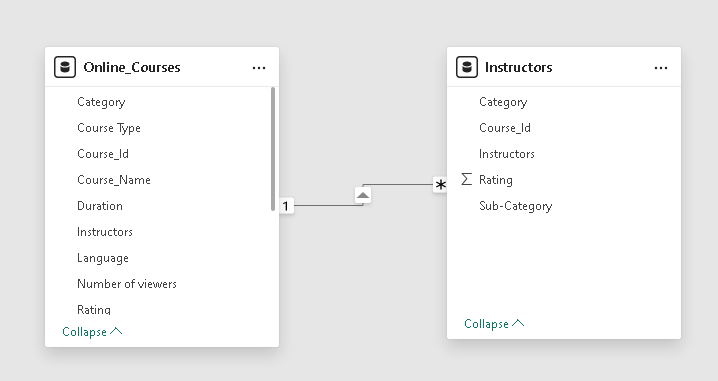 Online_Courses ...
Category
Course Type
Course_Id
Course_Name
Duration
Instructors
Language
Number of viewers
Rating
Collapse
1
*
Instructors ...
Category
Course_Id
Instructors
Σ Rating
Sub-Category
Collapse